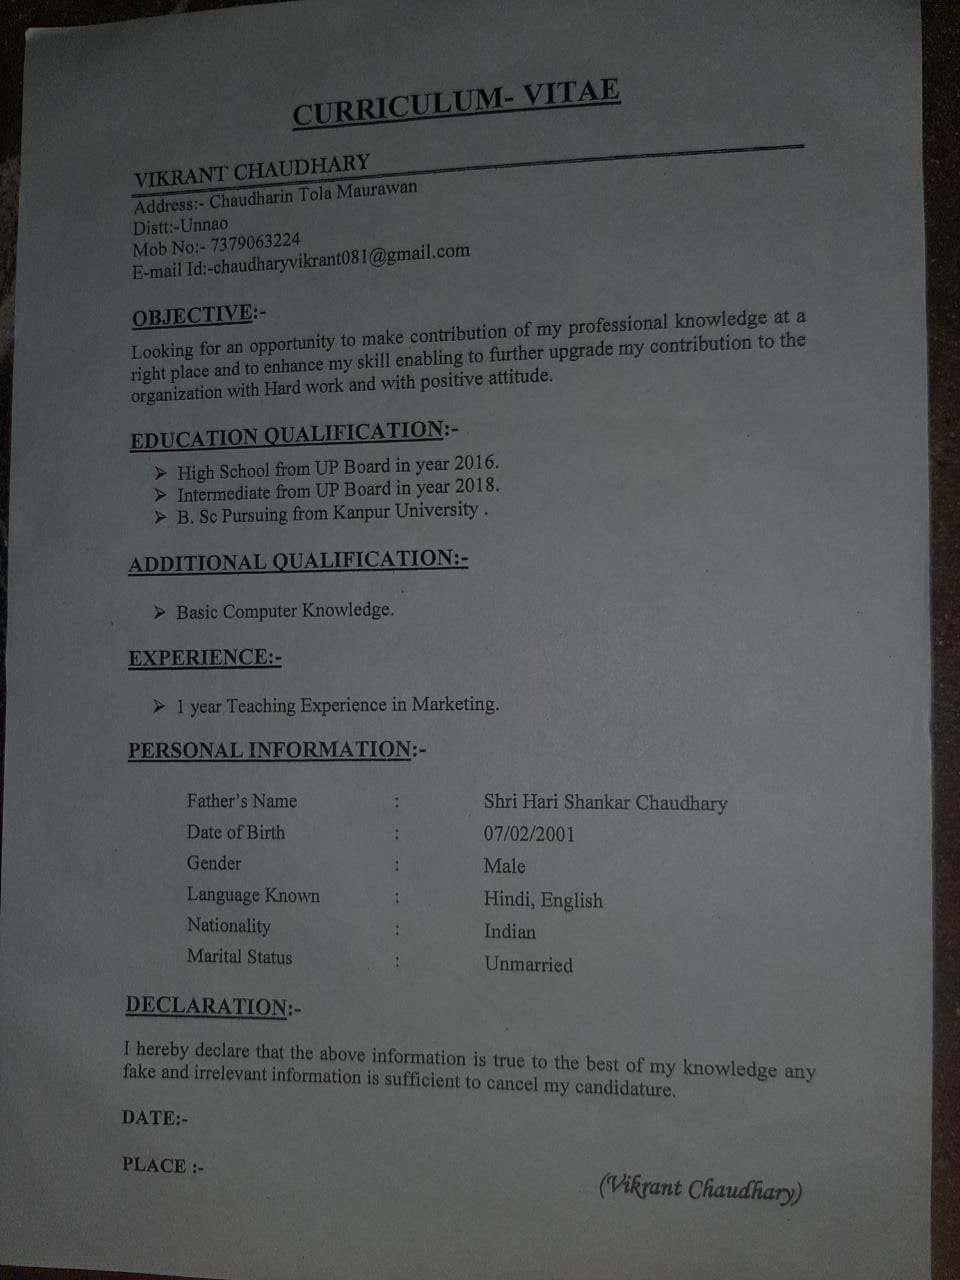 CURRICULUM- VITAE
VIKRANT CHAUDHARY
Address:- Chaudharin Tola Maurawan
Distt:-Unnao
Mob No:- 7379063224
E-mail Id:-chaudharyvikrant081@gmail.com
OBJECTIVE:-
Looking for an opportunity to make contribution of my professional knowledge at a
right place and to enhance my skill enabling to further upgrade my contribution to the
organization with Hard work and with positive attitude.
EDUCATION QUALIFICATION:-
➢ High School from UP Board in year 2016.
➢ Intermediate from UP Board in year 2018.
➢ B. Sc Pursuing from Kanpur University .
ADDITIONAL QUALIFICATION:-
➢ Basic Computer Knowledge.
EXPERIENCE:-
➢ 1 year Teaching Experience in Marketing.
PERSONAL INFORMATION:-
Father's Name : Shri Hari Shankar Chaudhary
Date of Birth : 07/02/2001
Gender : Male
Language Known : Hindi, English
Nationality : Indian
Marital Status : Unmarried
DECLARATION:-
I hereby declare that the above information is true to the best of my knowledge any
fake and irrelevant information is sufficient to cancel my candidature.
DATE:-
PLACE :-
(Vikrant Chaudhary)